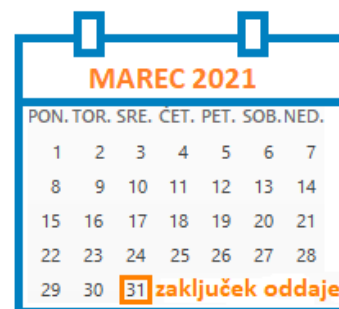 MAREC 2021
PON. TOR. SRE. ČET. PET. SOB. NED.
1 2 3 4 5 6 7
8 9 10 11 12 13 14
15 16 17 18 19 20 21
22 23 24 25 26 27 28
29 30 31 zaključek oddaje